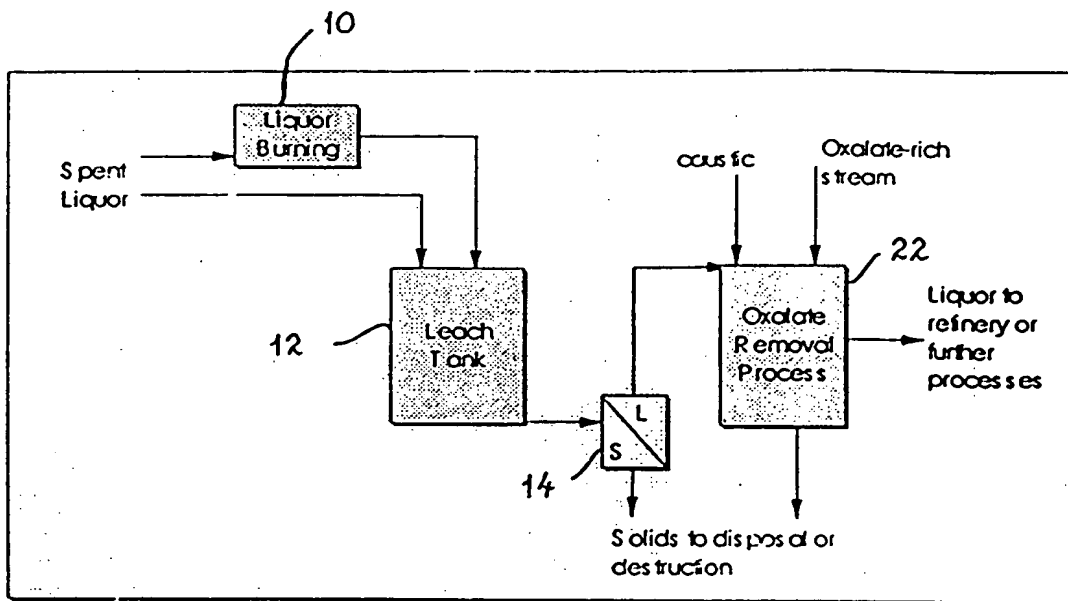 10
Liquor
Burning
Spent
Liquor
caustic
Oxalate-rich
stream
22
12
Leach
Tank
Oxalate
Removal
Process
Liquor to
refinery or
further
processes
L
S
14
Solids to disposal or
destruction